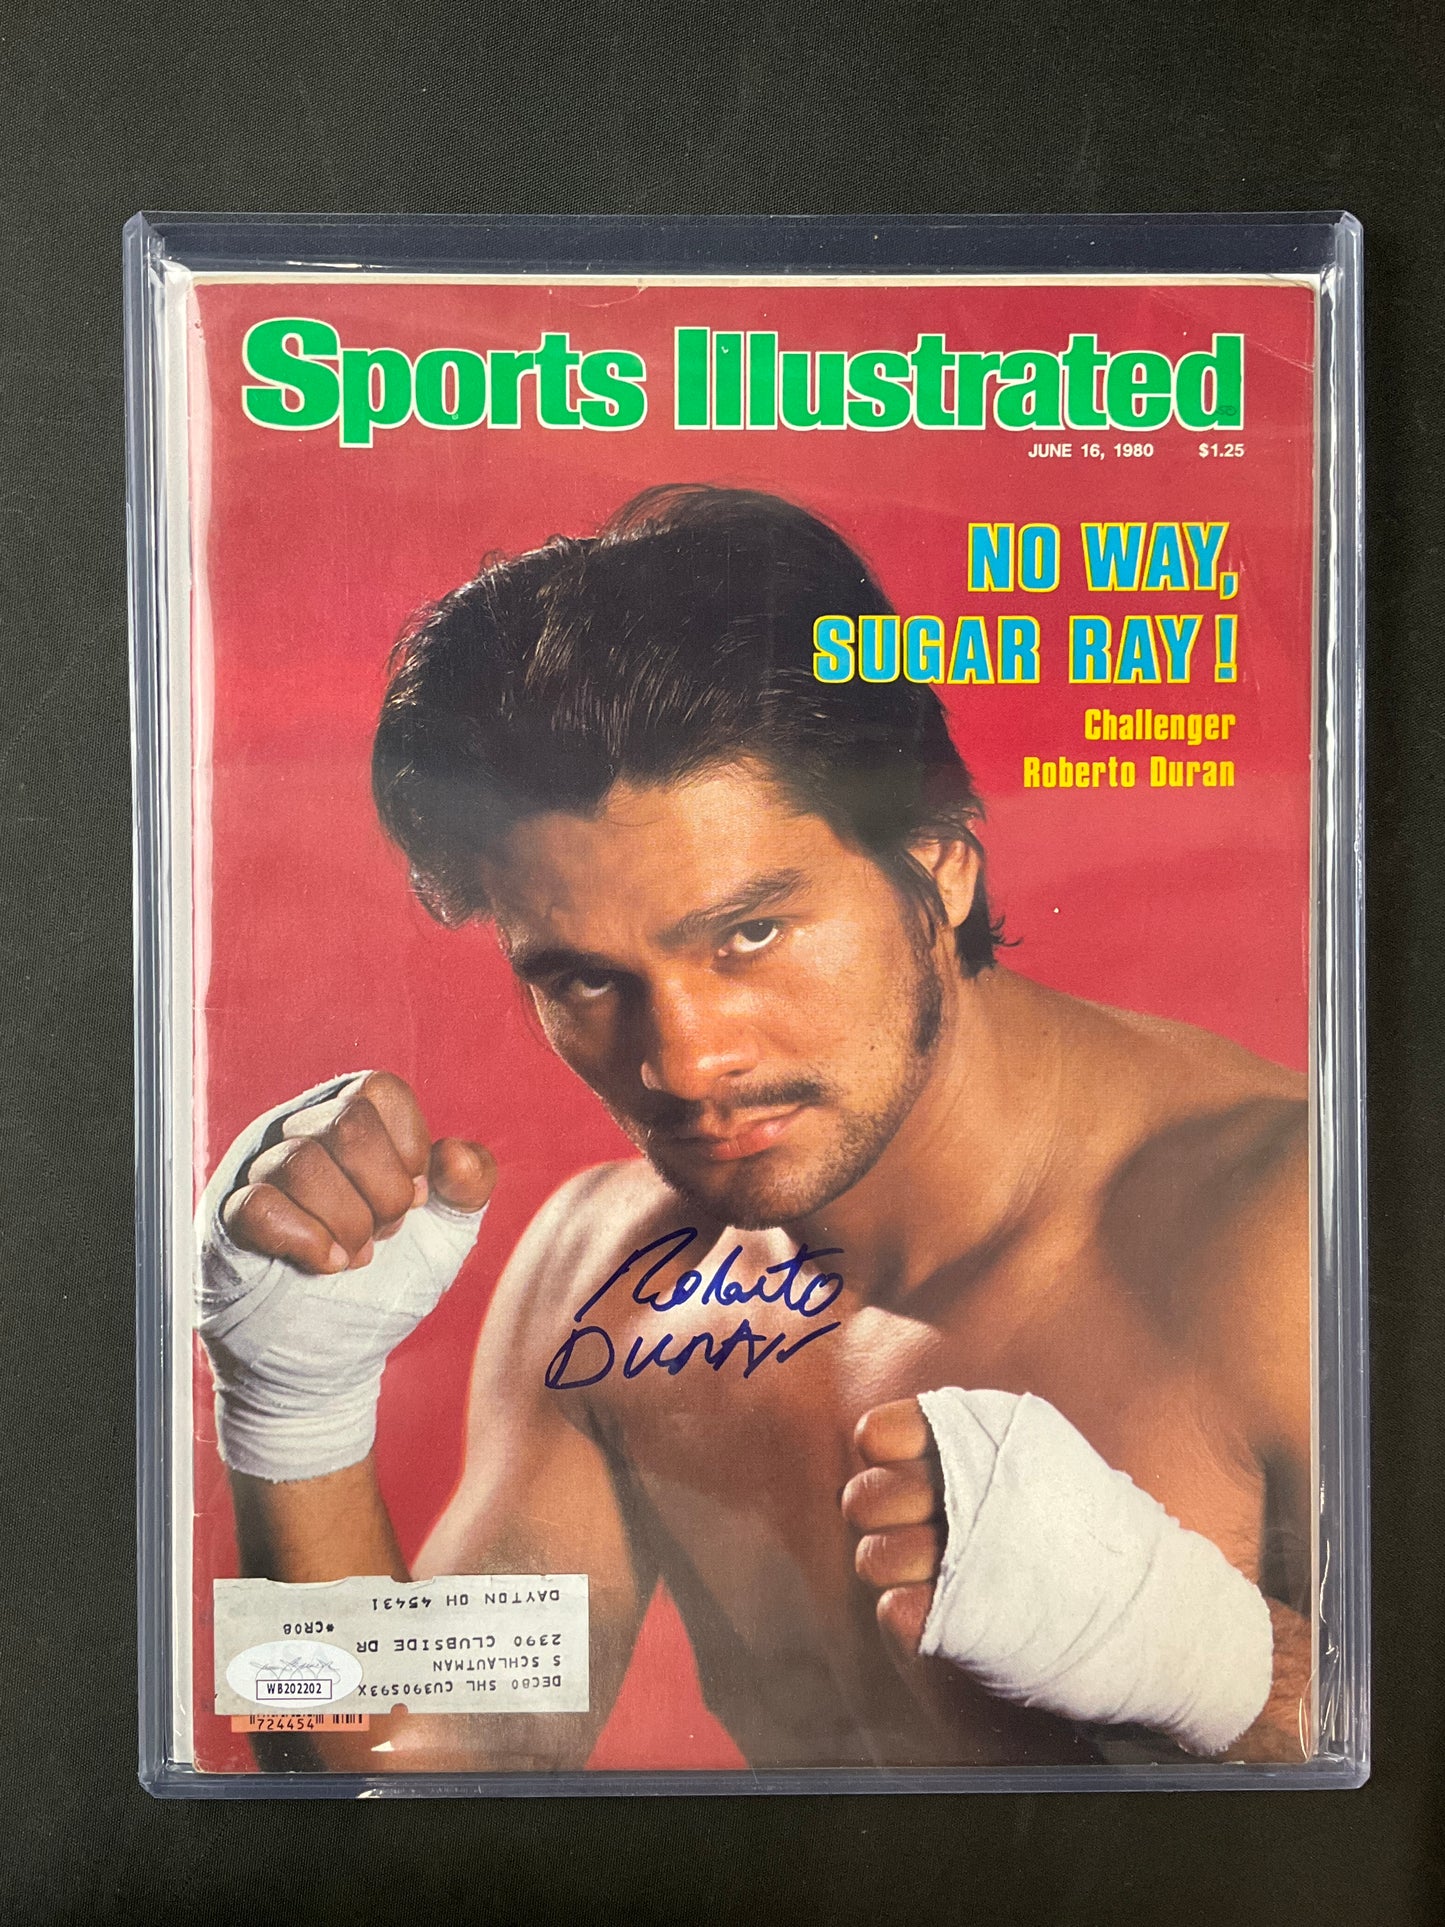 Sports Illustrated
JUNE 16, 1980 $1.25
NO WAY,
SUGAR RAY!
Challenger
Roberto Duran
Roberto
DURAN
DEC80 SHL CU390593X
S SCHLAUTMAN
2390 CLUBSIDE DR
*CR08
DAYTON OH 45431
WB202202
724454